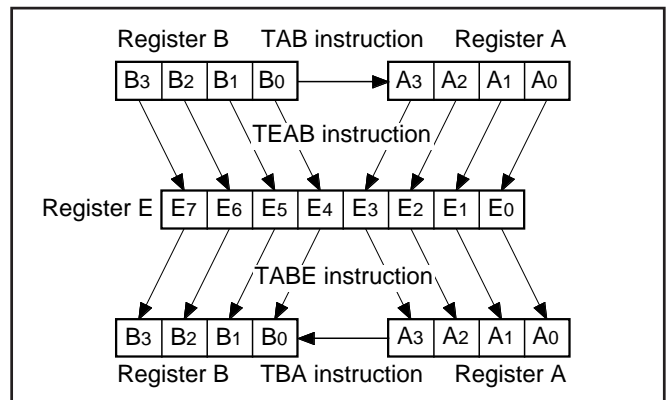 Register B TAB instruction Register A
B3 B2 B1 B0 A3 A2 A1 A0
TEAB instruction
Register E E7 E6 E5 E4 E3 E2 E1 E0
TABE instruction
B3 B2 B1 B0 A3 A2 A1 A0
Register B TBA instruction Register A